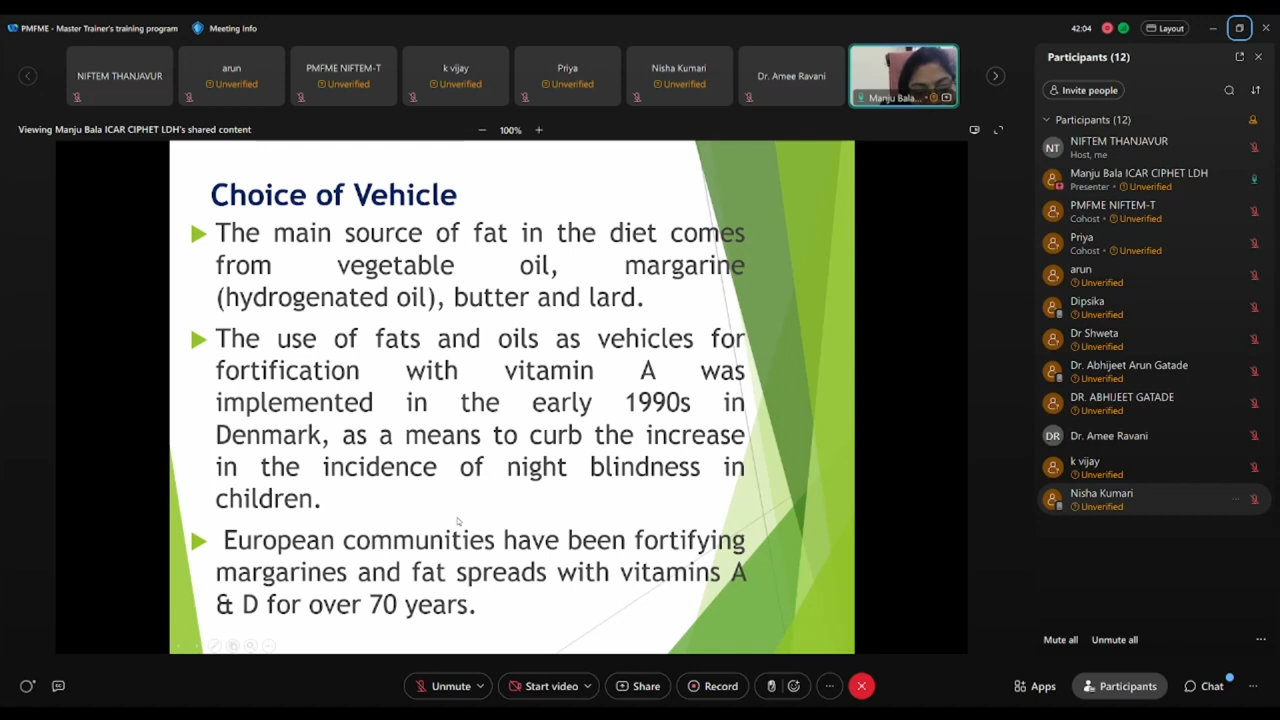 PMFME - Master Trainer's training program
Meeting Info
42:04
Layout
NIFTEM THANJAVUR
arun
Unverified
PMFME NIFTEM-T
Unverified
k vijay
Unverified
Priya
Unverified
Nisha Kumari
Unverified
Dr. Amee Ravani
Manju Bala...
Viewing Manju Bala ICAR CIPHET LDH's shared content
100%
Choice of Vehicle
The main source of fat in the diet comes
from vegetable oil, margarine
(hydrogenated oil), butter and lard.
The use of fats and oils as vehicles for
fortification with vitamin A was
implemented in the early 1990s in
Denmark, as a means to curb the increase
in the incidence of night blindness in
children.
European communities have been fortifying
margarines and fat spreads with vitamins A
& D for over 70 years.
Participants (12)
Invite people
Participants (12)
NT
NIFTEM THANJAVUR
Host, me
Manju Bala ICAR CIPHET LDH
Presenter • Unverified
PMFME NIFTEM-T
Cohost • Unverified
Priya
Cohost • Unverified
arun
Unverified
Dipsika
Unverified
Dr Shweta
Unverified
Dr. Abhijeet Arun Gatade
Unverified
DR. ABHIJEET GATADE
Unverified
DR
Dr. Amee Ravani
k vijay
Unverified
Nisha Kumari
Unverified
Mute all
Unmute all
Unmute
Start video
Share
Record
Apps
Participants
Chat